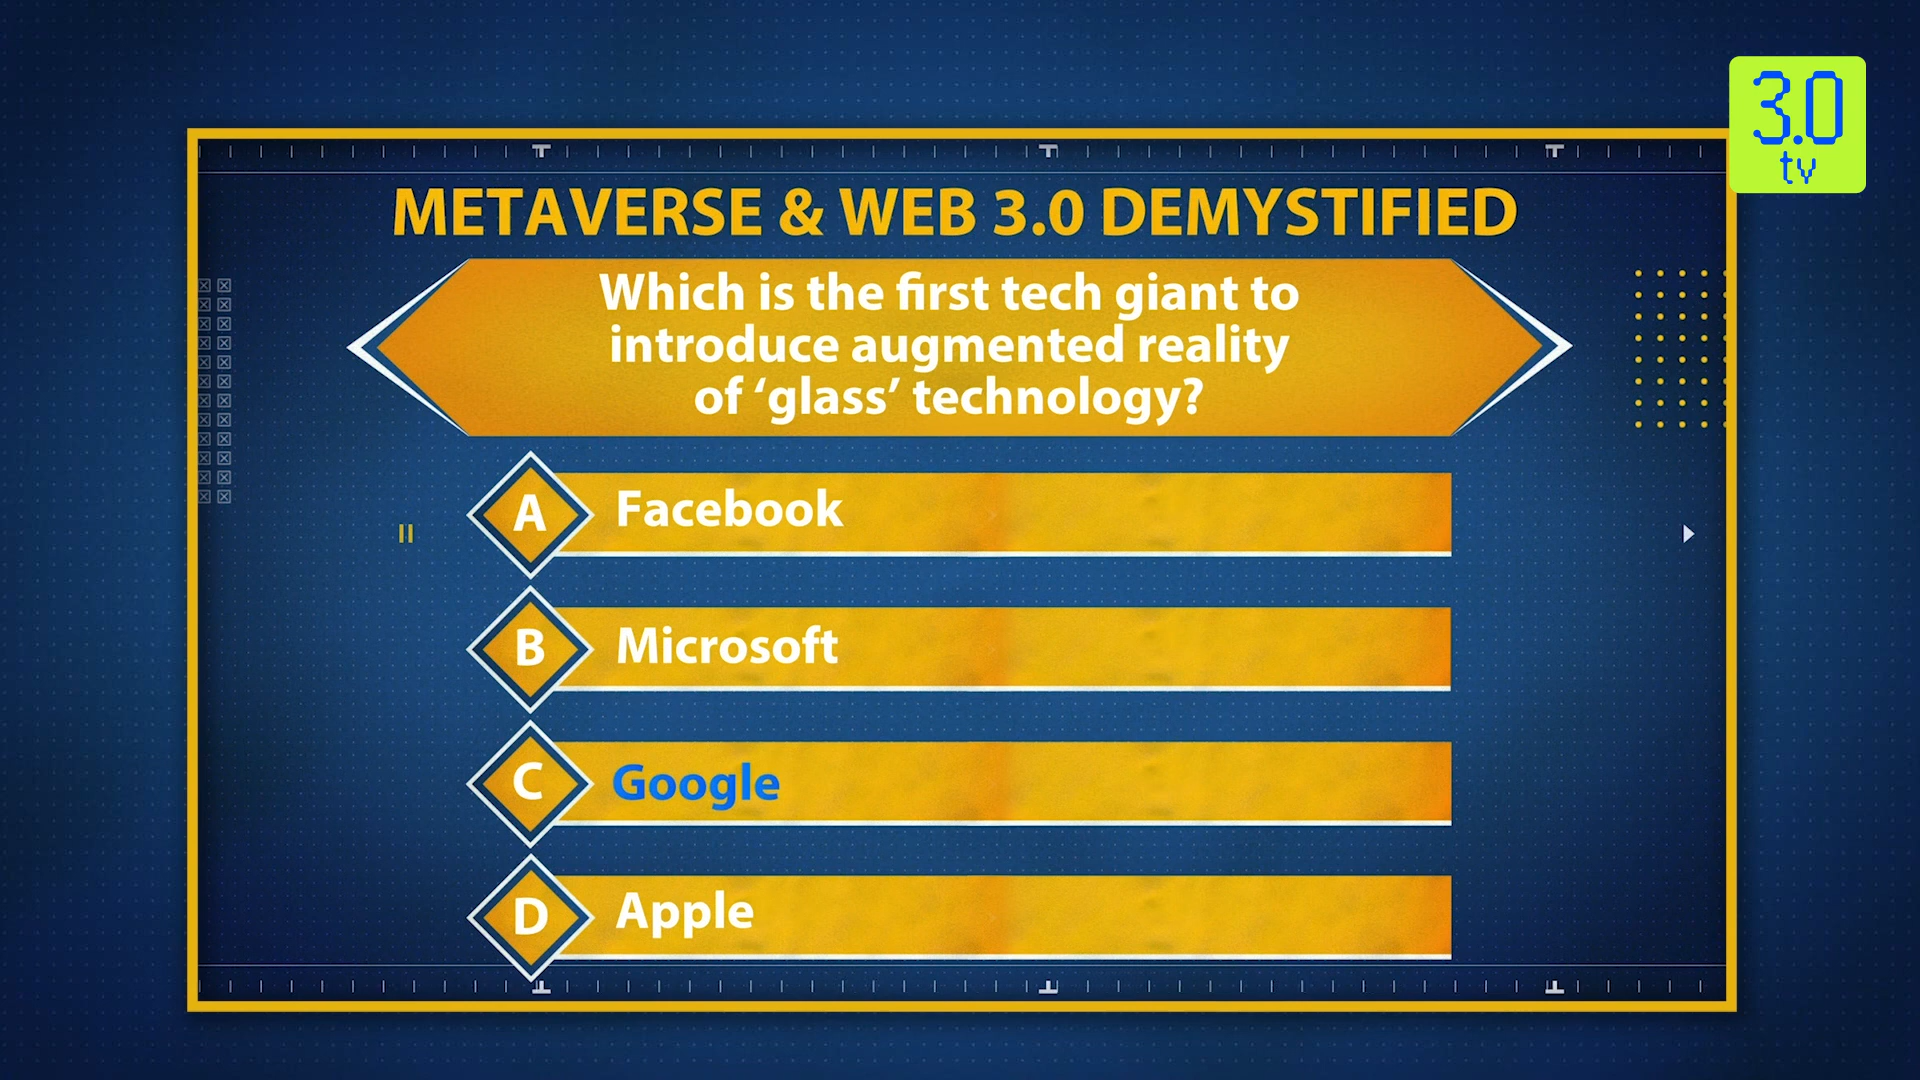 3.0
tv
METAVERSE & WEB 3.0 DEMYSTIFIED
Which is the first tech giant to
introduce augmented reality
of ‘glass’ technology?
A Facebook
B Microsoft
C Google
D Apple